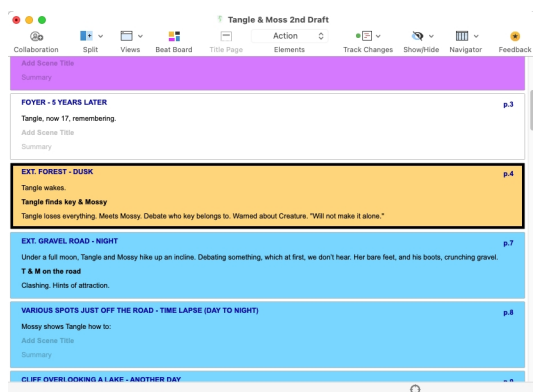 Tangle & Moss 2nd Draft
Action
Collaboration Split Views Beat Board Title Page Elements Track Changes Show/Hide Navigator Feedback
Add Scene Title
Summary
FOYER - 5 YEARS LATER p.3
Tangle, now 17, remembering.
Add Scene Title
Summary
EXT. FOREST - DUSK p.4
Tangle wakes.
Tangle finds key & Mossy
Tangle loses everything. Meets Mossy. Debate who key belongs to. Warned about Creature. "Will not make it alone."
EXT. GRAVEL ROAD - NIGHT p.7
Under a full moon, Tangle and Mossy hike up an incline. Debating something, which at first, we don't hear. Her bare feet, and his boots, crunching gravel.
T & M on the road
Clashing. Hints of attraction.
VARIOUS SPOTS JUST OFF THE ROAD - TIME LAPSE (DAY TO NIGHT) p.8
Mossy shows Tangle how to:
Add Scene Title
Summary
CLIFF OVERLOOKING A LAKE - ANOTHER DAY p.9